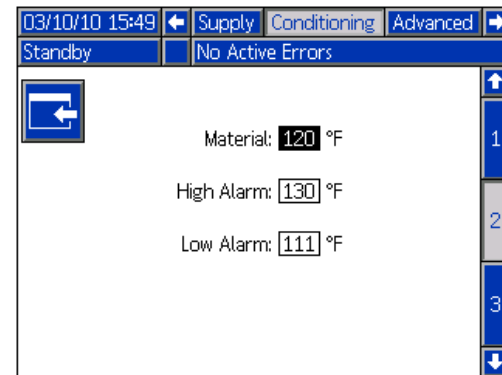 03/10/10 15:49 Supply Conditioning Advanced
Standby No Active Errors
1
Material: 120 °F
High Alarm: 130 °F
2
Low Alarm: 111 °F
3